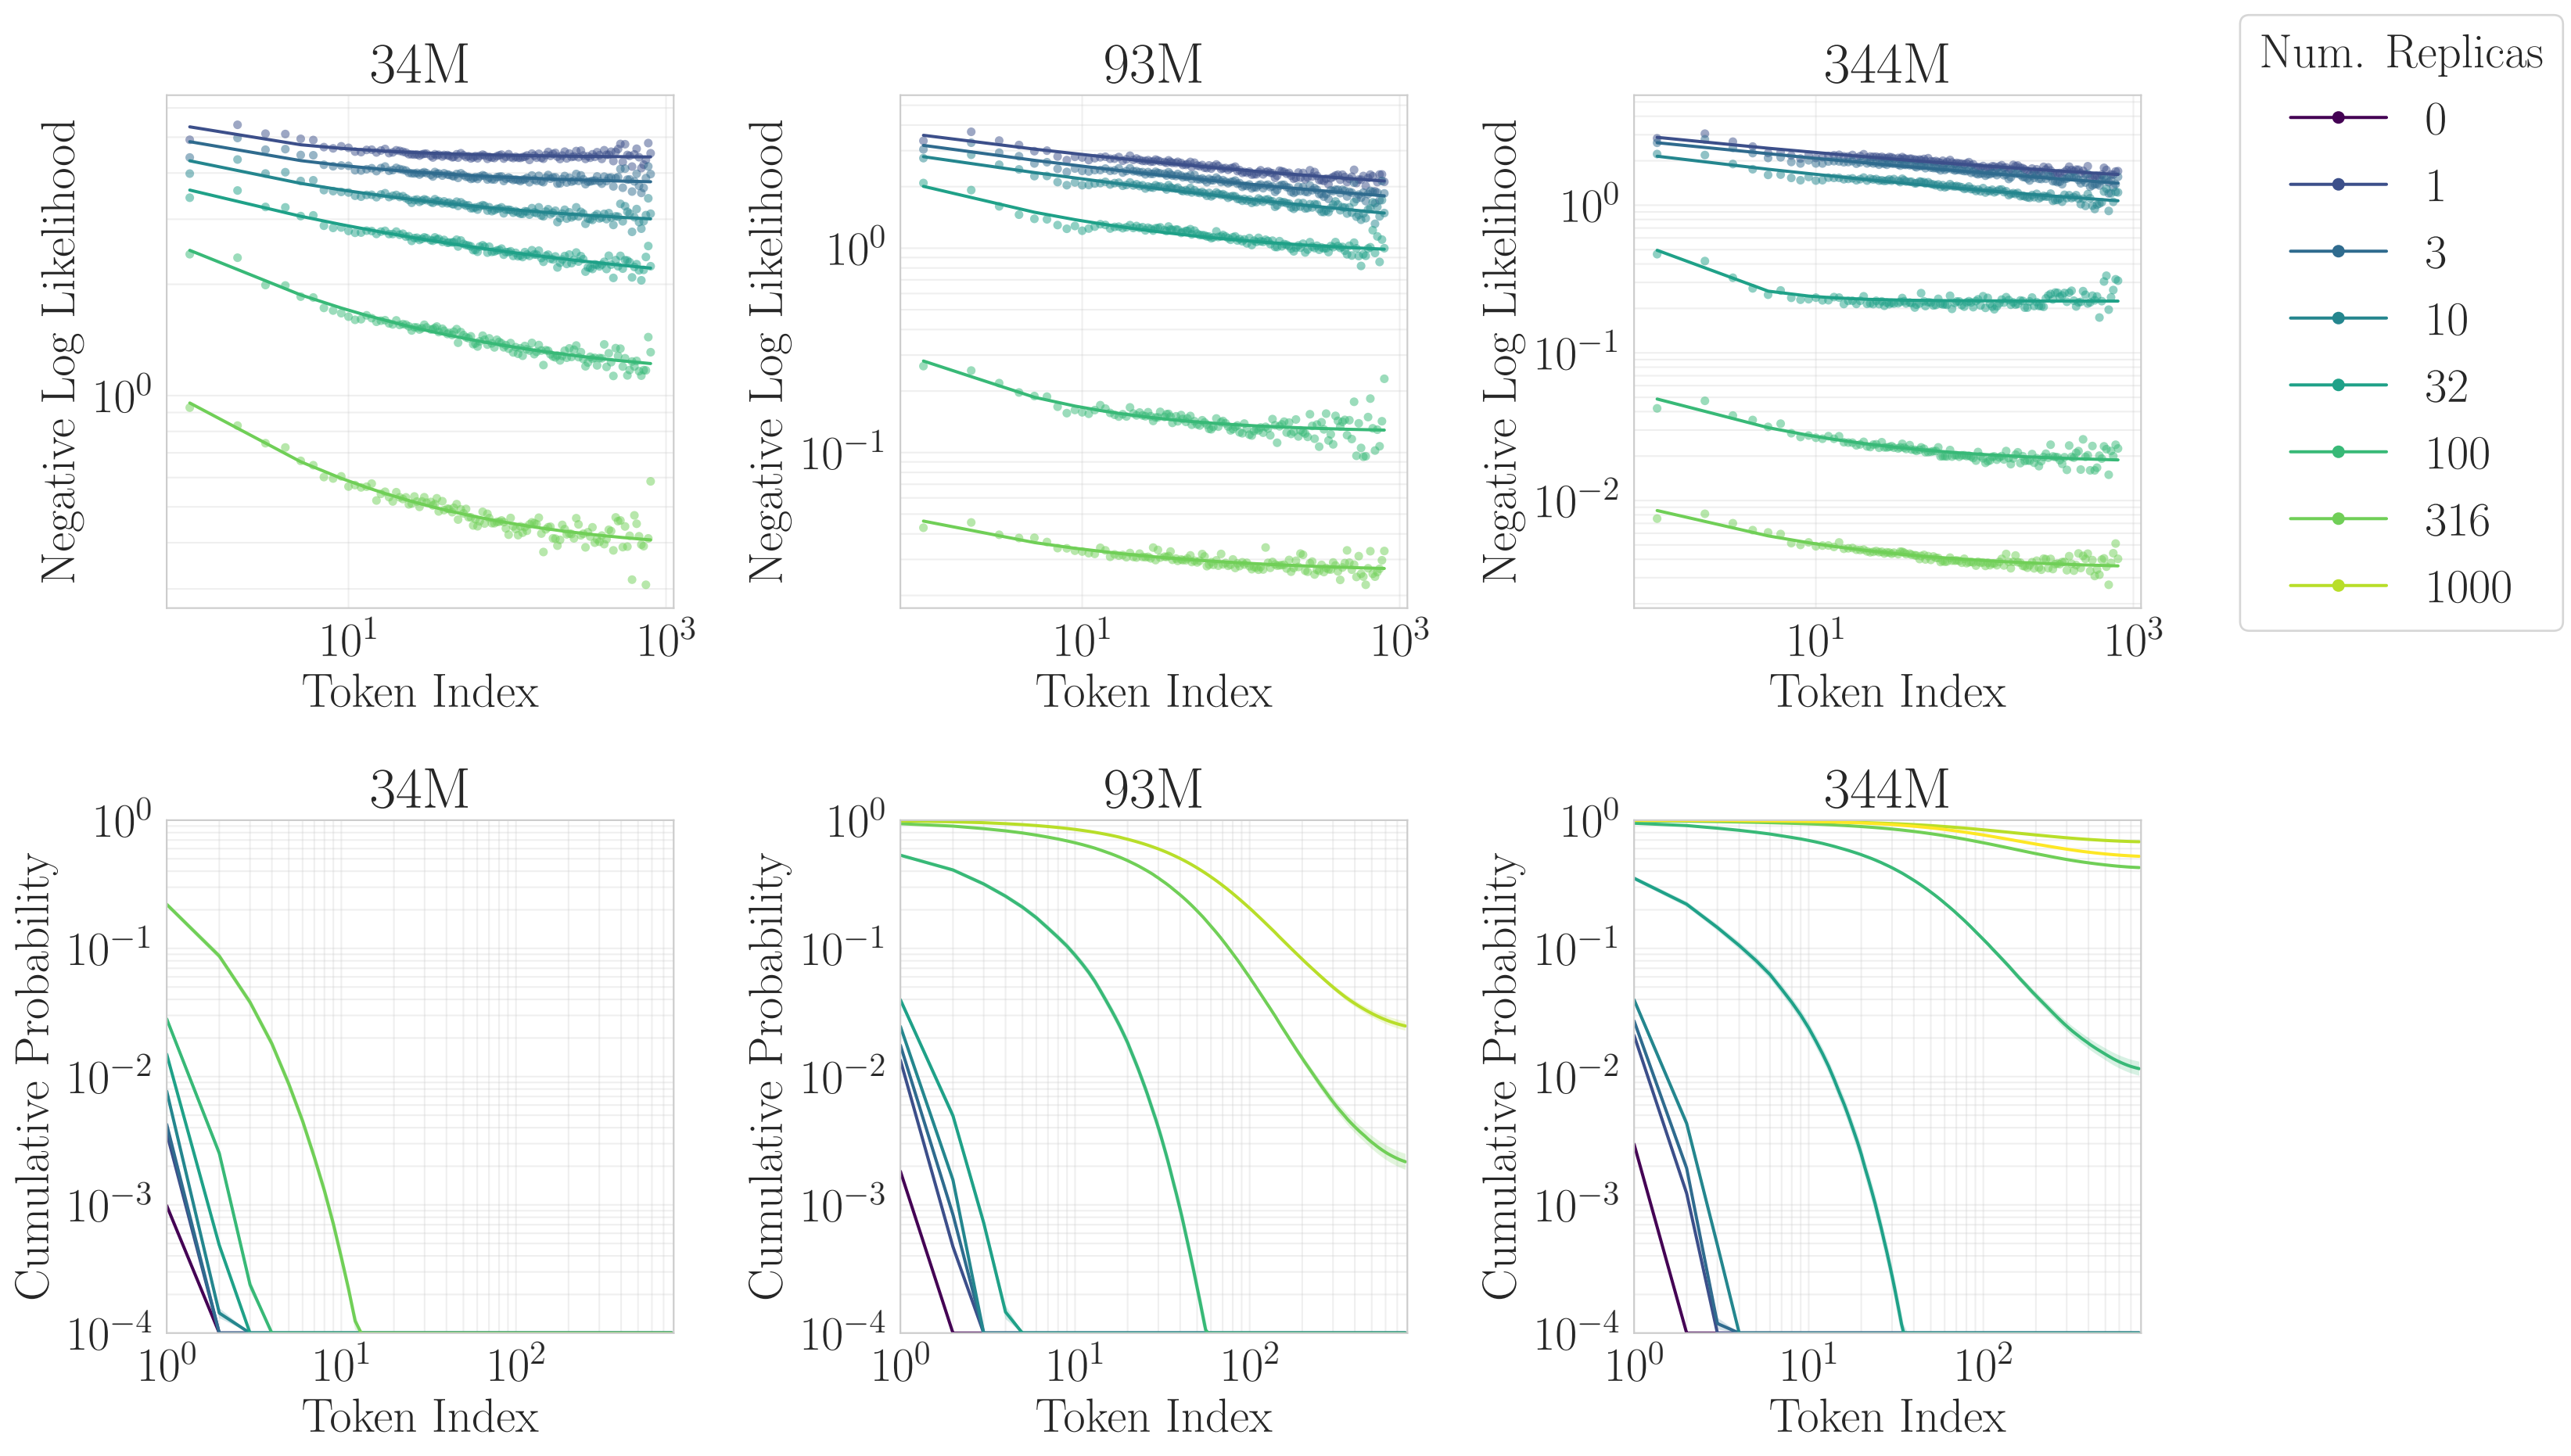 34M
Negative Log Likelihood
10^0
10^1
10^3
Token Index
93M
Negative Log Likelihood
10^0
10^-1
10^1
10^3
Token Index
344M
Negative Log Likelihood
10^0
10^-1
10^-2
10^1
10^3
Token Index
Num. Replicas
0
1
3
10
32
100
316
1000
34M
Cumulative Probability
10^0
10^-1
10^-2
10^-3
10^-4
10^0
10^1
10^2
Token Index
93M
Cumulative Probability
10^0
10^-1
10^-2
10^-3
10^-4
10^0
10^1
10^2
Token Index
344M
Cumulative Probability
10^0
10^-1
10^-2
10^-3
10^-4
10^0
10^1
10^2
Token Index